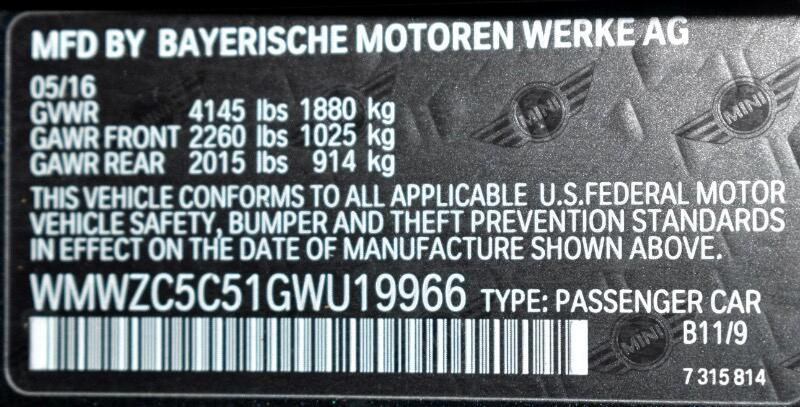 MFD BY BAYERISCHE MOTOREN WERKE AG
05/16
GVWR 4145 lbs 1880 kg
GAWR FRONT 2260 lbs 1025 kg
GAWR REAR 2015 lbs 914 kg
MINI
MINI
THIS VEHICLE CONFORMS TO ALL APPLICABLE U.S.FEDERAL MOTOR
VEHICLE SAFETY, BUMPER AND THEFT PREVENTION STANDARDS
IN EFFECT ON THE DATE OF MANUFACTURE SHOWN ABOVE.
WMWZC5C51GWU19966 TYPE: PASSENGER CAR
MINI
B11/9
7 315 814